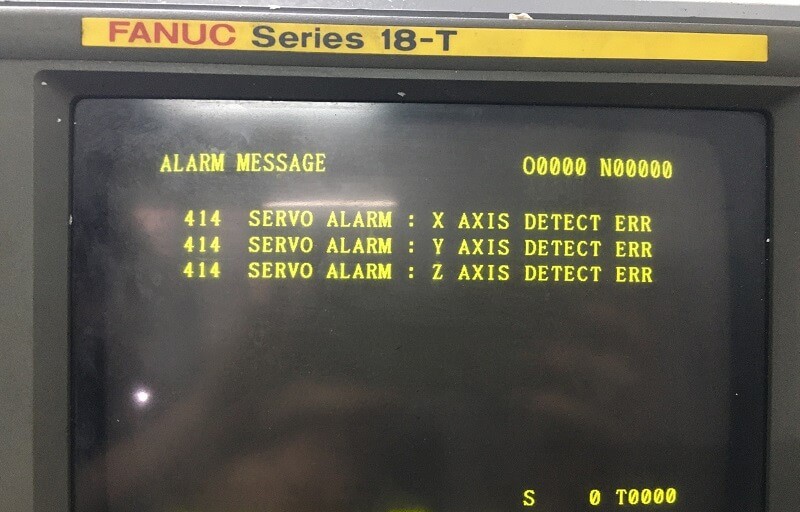 FANUC Series 18-T
ALARM MESSAGE O0000 N00000
414 SERVO ALARM : X AXIS DETECT ERR
414 SERVO ALARM : Y AXIS DETECT ERR
414 SERVO ALARM : Z AXIS DETECT ERR
S 0 T0000